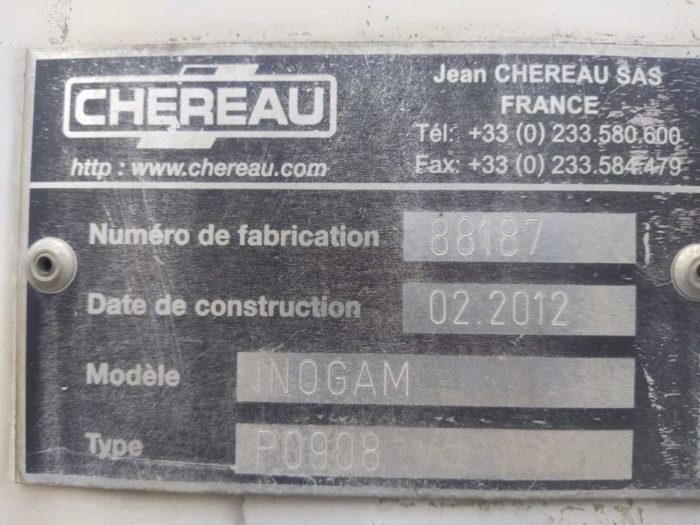 CHEREAU
http : www.chereau.com
Jean CHEREAU SAS
FRANCE
Tél: +33 (0) 233.580.600
Fax: +33 (0) 233.584.479
Numéro de fabrication 88187
Date de construction 02.2012
Modèle INOGAM
Type P0908